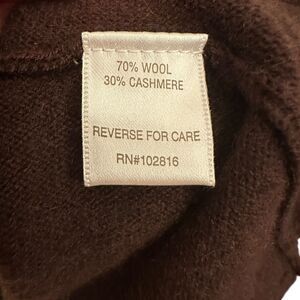 70% WOOL
30% CASHMERE
REVERSE FOR CARE
RN#102816